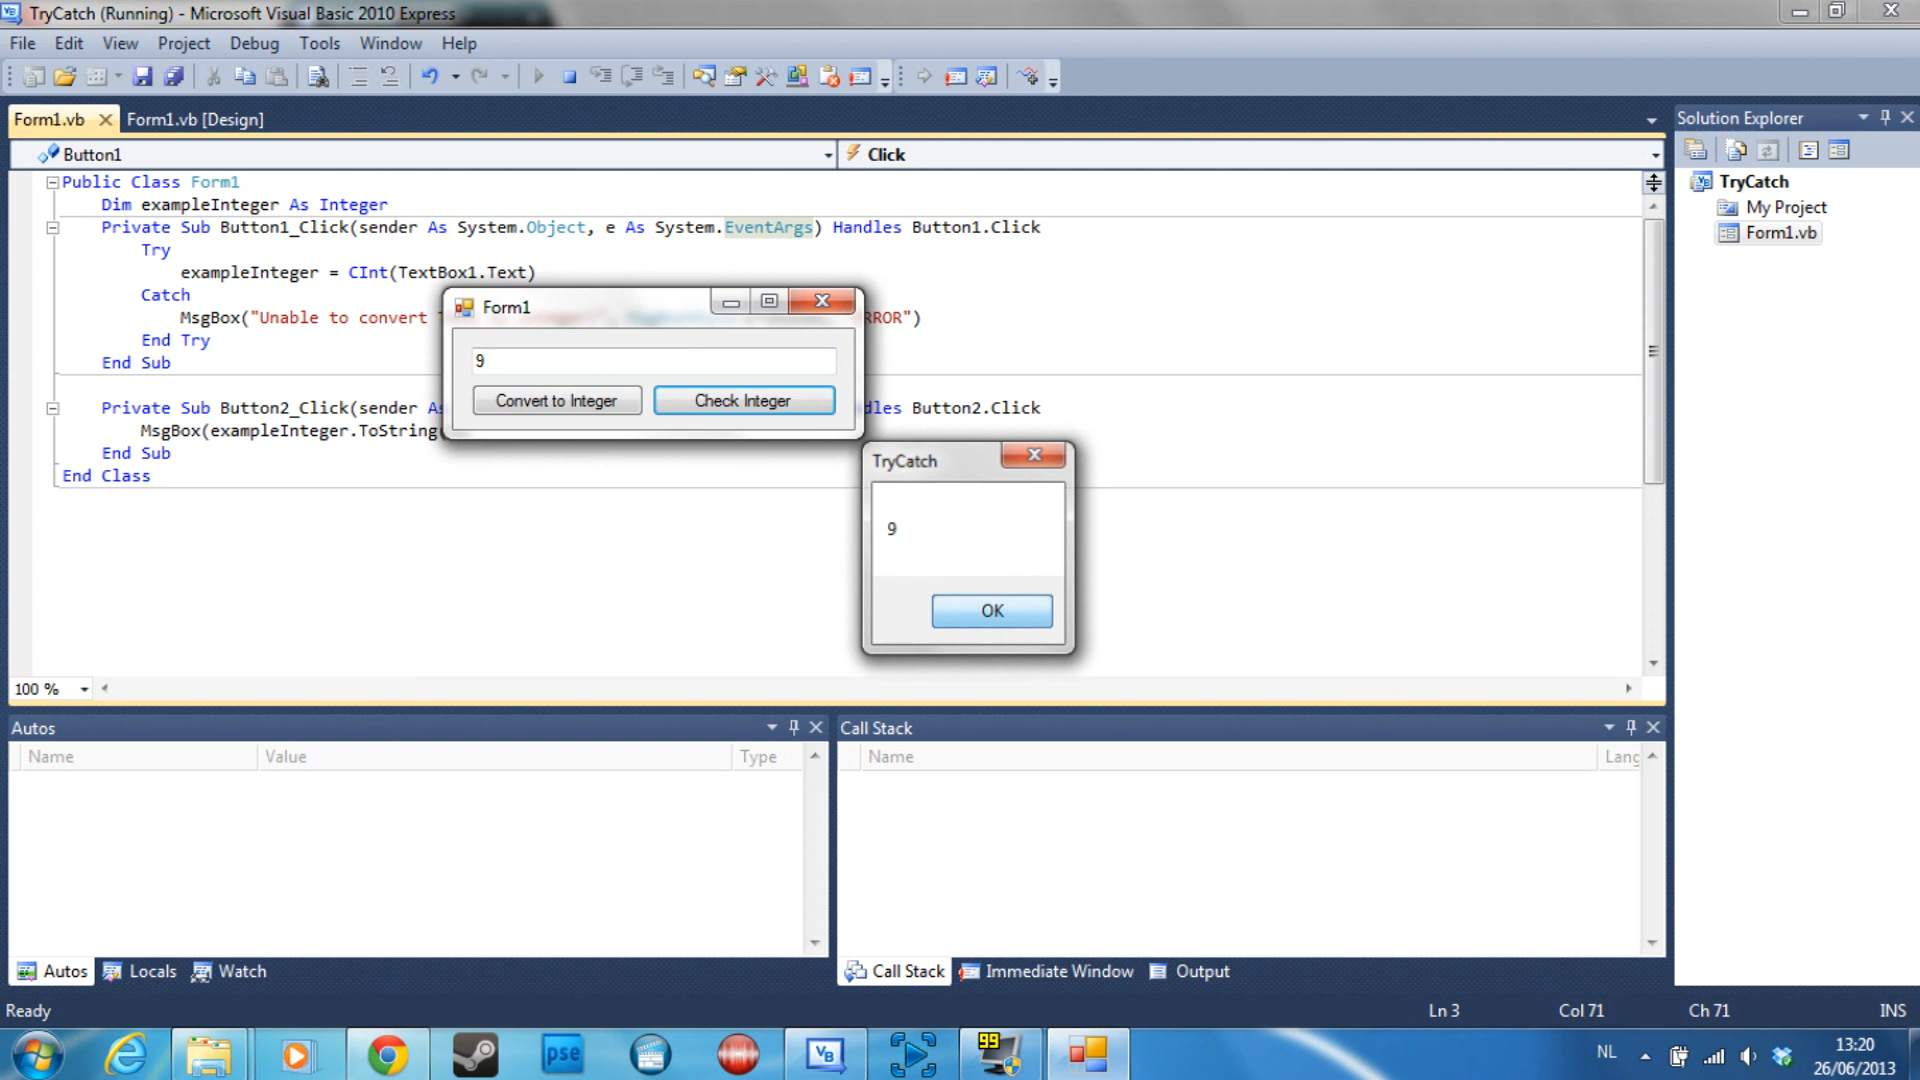 TryCatch (Running) - Microsoft Visual Basic 2010 Express
File Edit View Project Debug Tools Window Help
Form1.vb Form1.vb [Design]
Button1 Click
Public Class Form1
Dim exampleInteger As Integer
Private Sub Button1_Click(sender As System.Object, e As System.EventArgs) Handles Button1.Click
Try
exampleInteger = CInt(TextBox1.Text)
Catch
MsgBox("Unable to convert RROR")
End Try
End Sub
Private Sub Button2_Click(sender As dles Button2.Click
MsgBox(exampleInteger.ToString(
End Sub
End Class
Form1
9
Convert to Integer Check Integer
TryCatch
9
OK
100 %
Solution Explorer
TryCatch
My Project
Form1.vb
Autos
Name Value Type
Call Stack
Name Lang
Autos Locals Watch
Call Stack Immediate Window Output
Ready Ln 3 Col 71 Ch 71 INS
pse VB 99 NL
13:20
26/06/2013